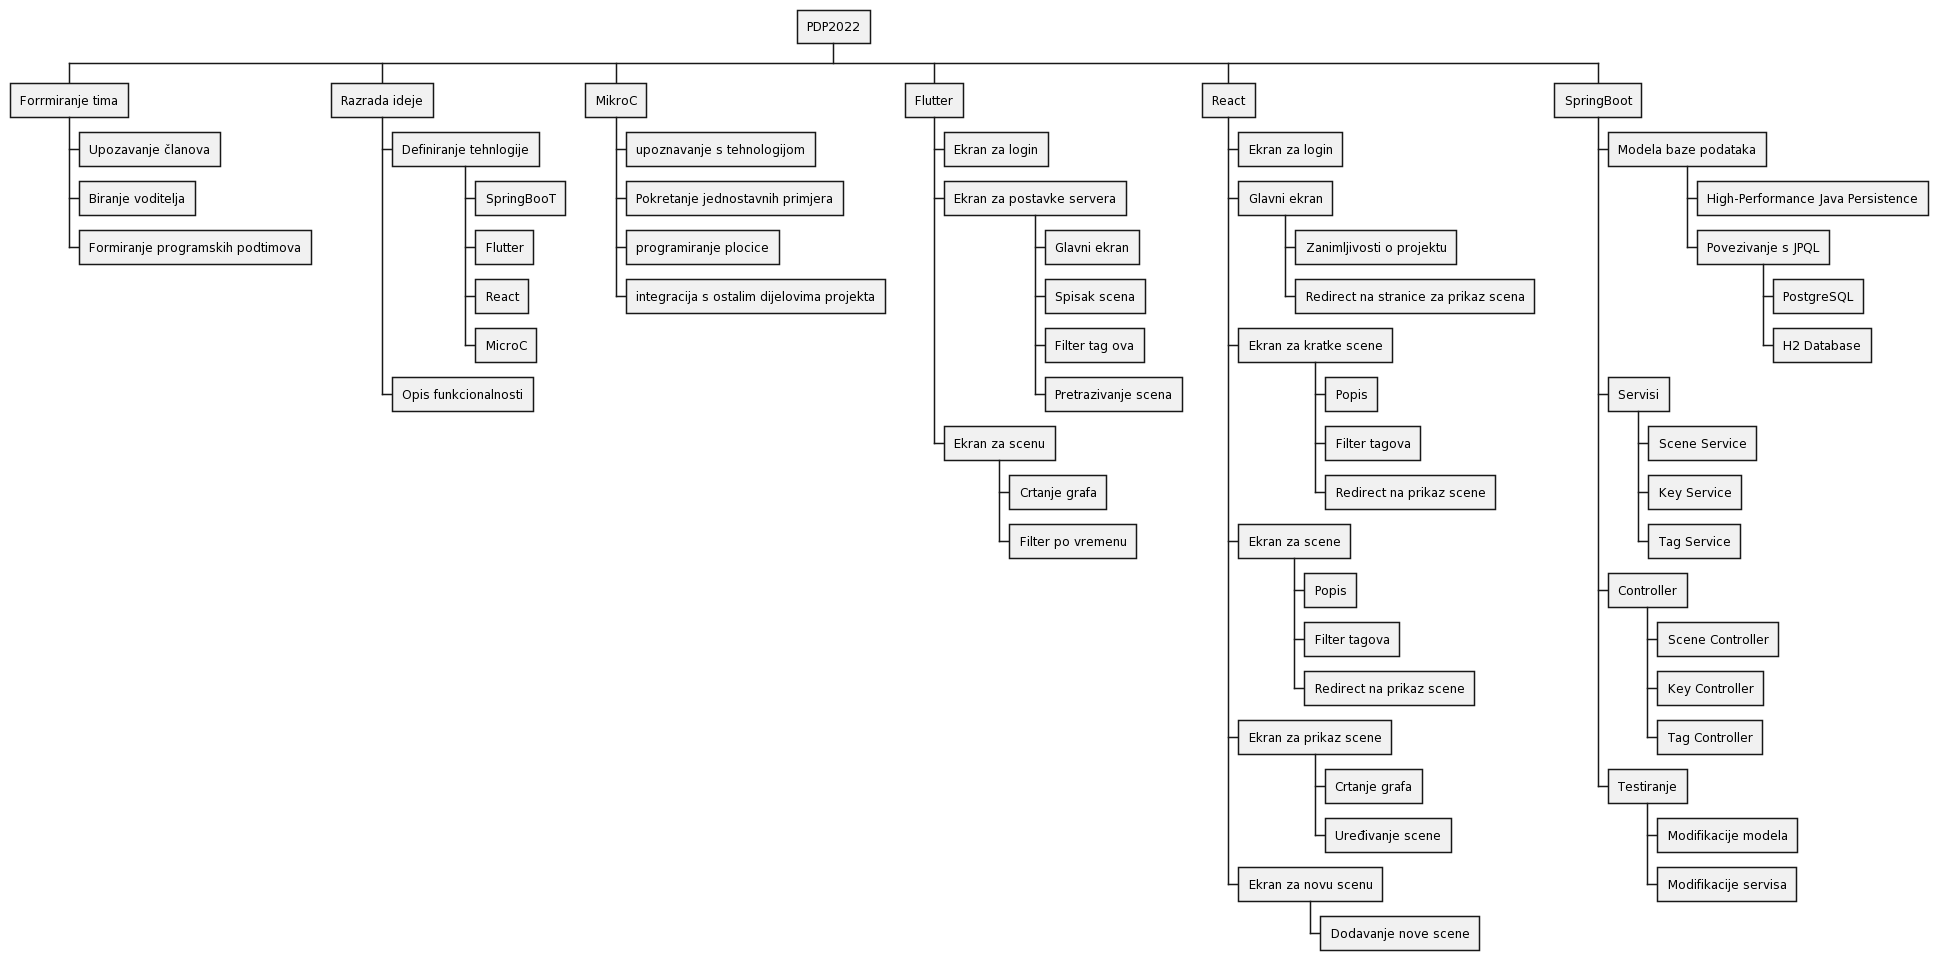 PDP2022
Forrmiranje tima
Upozavanje članova
Biranje voditelja
Formiranje programskih podtimova
Razrada ideje
Definiranje tehnlogije
SpringBooT
Flutter
React
MicroC
Opis funkcionalnosti
MikroC
upoznavanje s tehnologijom
Pokretanje jednostavnih primjera
programiranje plocice
integracija s ostalim dijelovima projekta
Flutter
Ekran za login
Ekran za postavke servera
Glavni ekran
Spisak scena
Filter tag ova
Pretrazivanje scena
Ekran za scenu
Crtanje grafa
Filter po vremenu
React
Ekran za login
Glavni ekran
Zanimljivosti o projektu
Redirect na stranice za prikaz scena
Ekran za kratke scene
Popis
Filter tagova
Redirect na prikaz scene
Ekran za scene
Popis
Filter tagova
Redirect na prikaz scene
Ekran za prikaz scene
Crtanje grafa
Uređivanje scene
Ekran za novu scenu
Dodavanje nove scene
SpringBoot
Modela baze podataka
High-Performance Java Persistence
Povezivanje s JPQL
PostgreSQL
H2 Database
Servisi
Scene Service
Key Service
Tag Service
Controller
Scene Controller
Key Controller
Tag Controller
Testiranje
Modifikacije modela
Modifikacije servisa